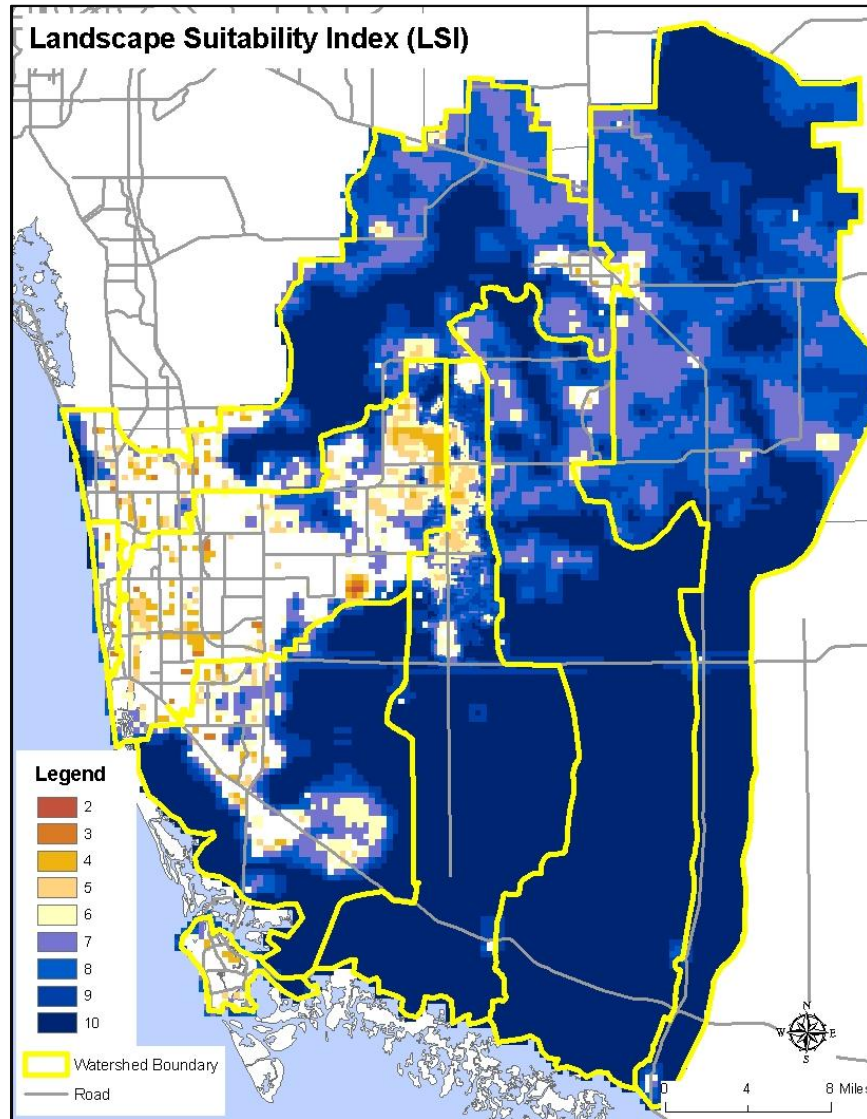 Landscape Suitability Index (LSI)
Legend
2
3
4
5
6
7
8
9
10
Watershed Boundary
Road
N
W E
S
0 4 8 Miles